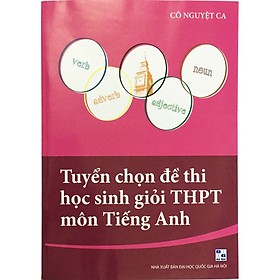 CÔ NGUYỆT CA
verb
noun
adverb
adjective
Tuyển chọn đề thi
học sinh giỏi THPT
môn Tiếng Anh
NHÀ XUẤT BẢN ĐẠI HỌC QUỐC GIA HÀ NỘI